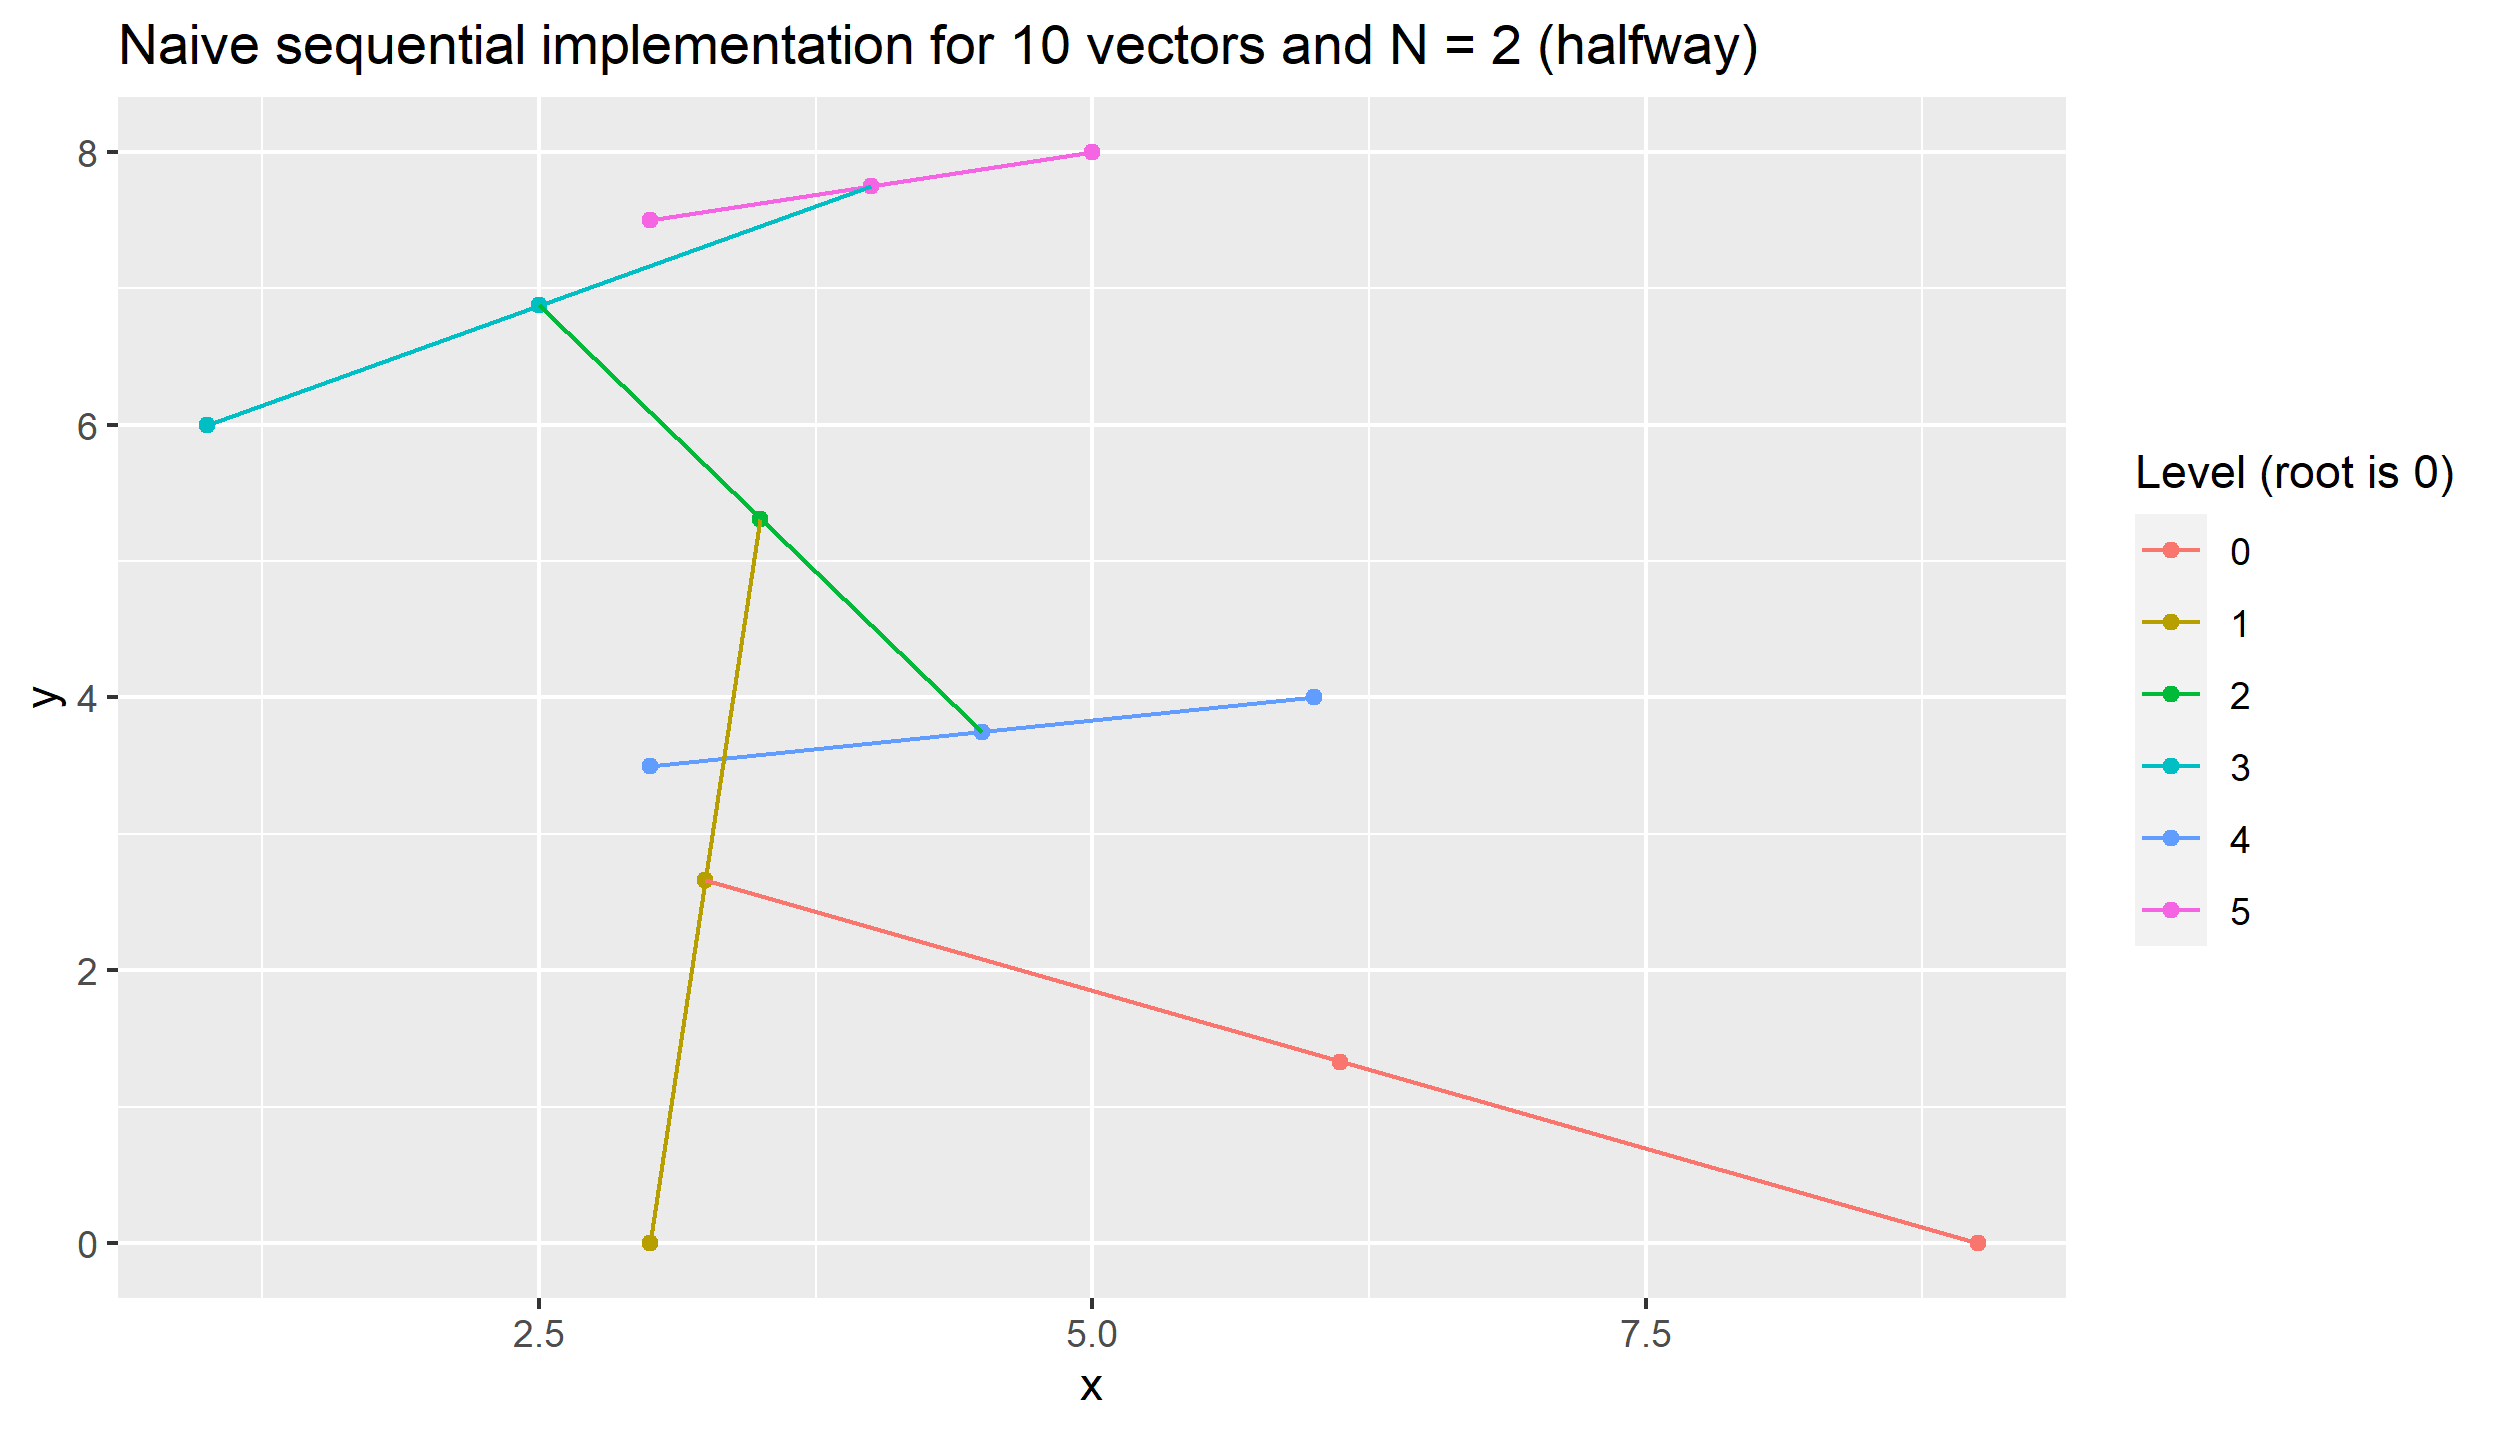 Naive sequential implementation for 10 vectors and N = 2 (halfway)
8
6
4
2
0
y
2.5 5.0 7.5
x
Level (root is 0)
0
1
2
3
4
5